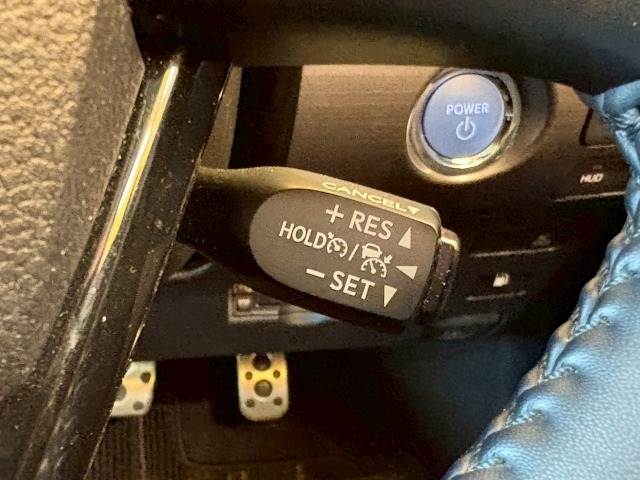 POWER
HUD
CANCEL
+ RES
HOLD /
− SET